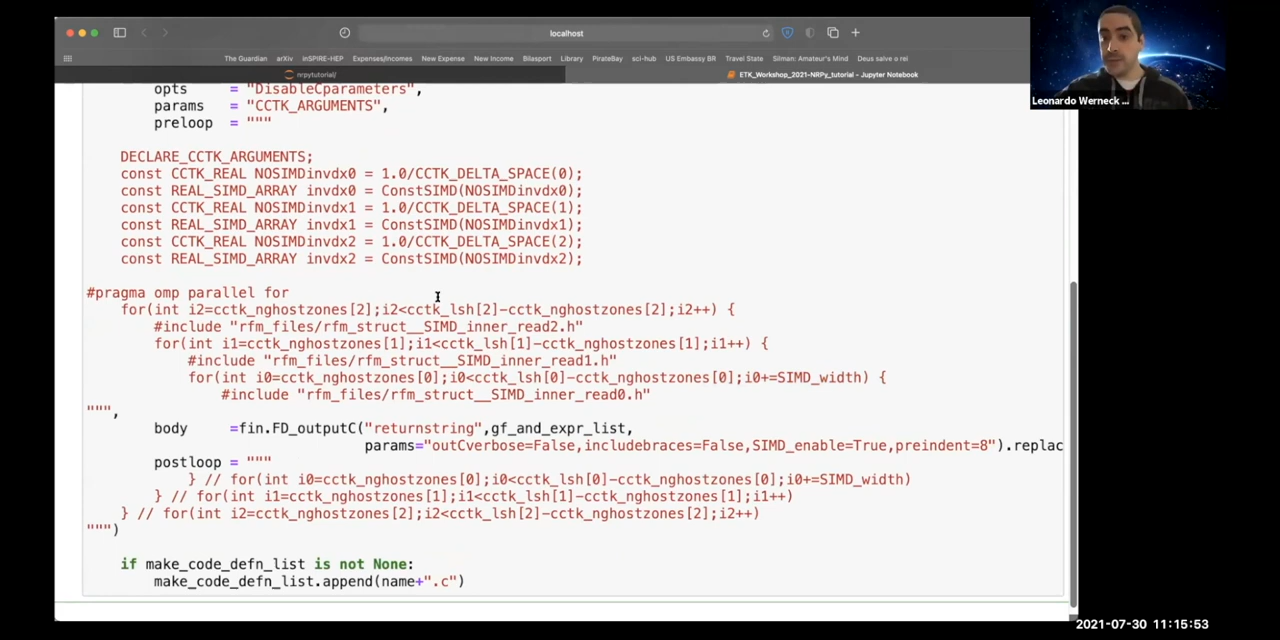 localhost
The Guardian arXiv iNSPIRE-HEP Expenses/Incomes New Expense New Income Bilasport Library PirateBay sci-hub US Embassy BR Travel State Silman: Amateur's Mind Deus salve o rei
nrpytutorial/ ETK_Workshop_2021-NRPy_tutorial - Jupyter Notebook
Leonardo Werneck ...
opts = "DisableCparameters",
params = "CCTK_ARGUMENTS",
preloop = """
DECLARE_CCTK_ARGUMENTS;
const CCTK_REAL NOSIMDinvdx0 = 1.0/CCTK_DELTA_SPACE(0);
const REAL_SIMD_ARRAY invdx0 = ConstSIMD(NOSIMDinvdx0);
const CCTK_REAL NOSIMDinvdx1 = 1.0/CCTK_DELTA_SPACE(1);
const REAL_SIMD_ARRAY invdx1 = ConstSIMD(NOSIMDinvdx1);
const CCTK_REAL NOSIMDinvdx2 = 1.0/CCTK_DELTA_SPACE(2);
const REAL_SIMD_ARRAY invdx2 = ConstSIMD(NOSIMDinvdx2);
#pragma omp parallel for
for(int i2=cctk_nghostzones[2];i2<cctk_lsh[2]-cctk_nghostzones[2];i2++) {
#include "rfm_files/rfm_struct__SIMD_inner_read2.h"
for(int i1=cctk_nghostzones[1];i1<cctk_lsh[1]-cctk_nghostzones[1];i1++) {
#include "rfm_files/rfm_struct__SIMD_inner_read1.h"
for(int i0=cctk_nghostzones[0];i0<cctk_lsh[0]-cctk_nghostzones[0];i0+=SIMD_width) {
#include "rfm_files/rfm_struct__SIMD_inner_read0.h"
""",
body =fin.FD_outputC("returnstring",gf_and_expr_list,
params="outCverbose=False,includebraces=False,SIMD_enable=True,preindent=8").replac
postloop = """
} // for(int i0=cctk_nghostzones[0];i0<cctk_lsh[0]-cctk_nghostzones[0];i0+=SIMD_width)
} // for(int i1=cctk_nghostzones[1];i1<cctk_lsh[1]-cctk_nghostzones[1];i1++)
} // for(int i2=cctk_nghostzones[2];i2<cctk_lsh[2]-cctk_nghostzones[2];i2++)
""")
if make_code_defn_list is not None:
make_code_defn_list.append(name+".c")
2021-07-30 11:15:53